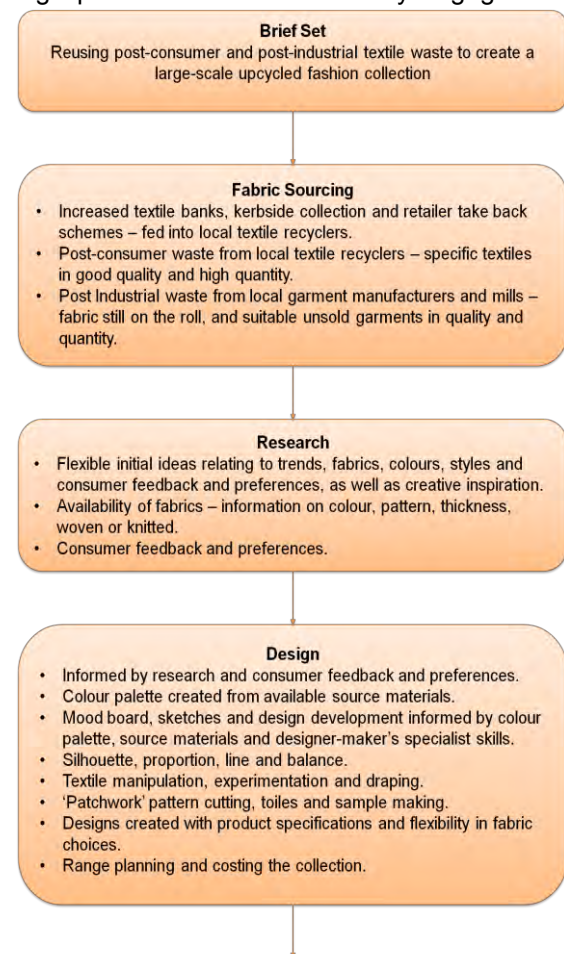 Brief Set
Reusing post-consumer and post-industrial textile waste to create a
large-scale upcycled fashion collection
Fabric Sourcing
• Increased textile banks, kerbside collection and retailer take back
schemes – fed into local textile recyclers.
• Post-consumer waste from local textile recyclers – specific textiles
in good quality and high quantity.
• Post Industrial waste from local garment manufacturers and mills –
fabric still on the roll, and suitable unsold garments in quality and
quantity.
Research
• Flexible initial ideas relating to trends, fabrics, colours, styles and
consumer feedback and preferences, as well as creative inspiration.
• Availability of fabrics – information on colour, pattern, thickness,
woven or knitted.
• Consumer feedback and preferences.
Design
• Informed by research and consumer feedback and preferences.
• Colour palette created from available source materials.
• Mood board, sketches and design development informed by colour
palette, source materials and designer-maker's specialist skills.
• Silhouette, proportion, line and balance.
• Textile manipulation, experimentation and draping.
• ‘Patchwork’ pattern cutting, toiles and sample making.
• Designs created with product specifications and flexibility in fabric
choices.
• Range planning and costing the collection.